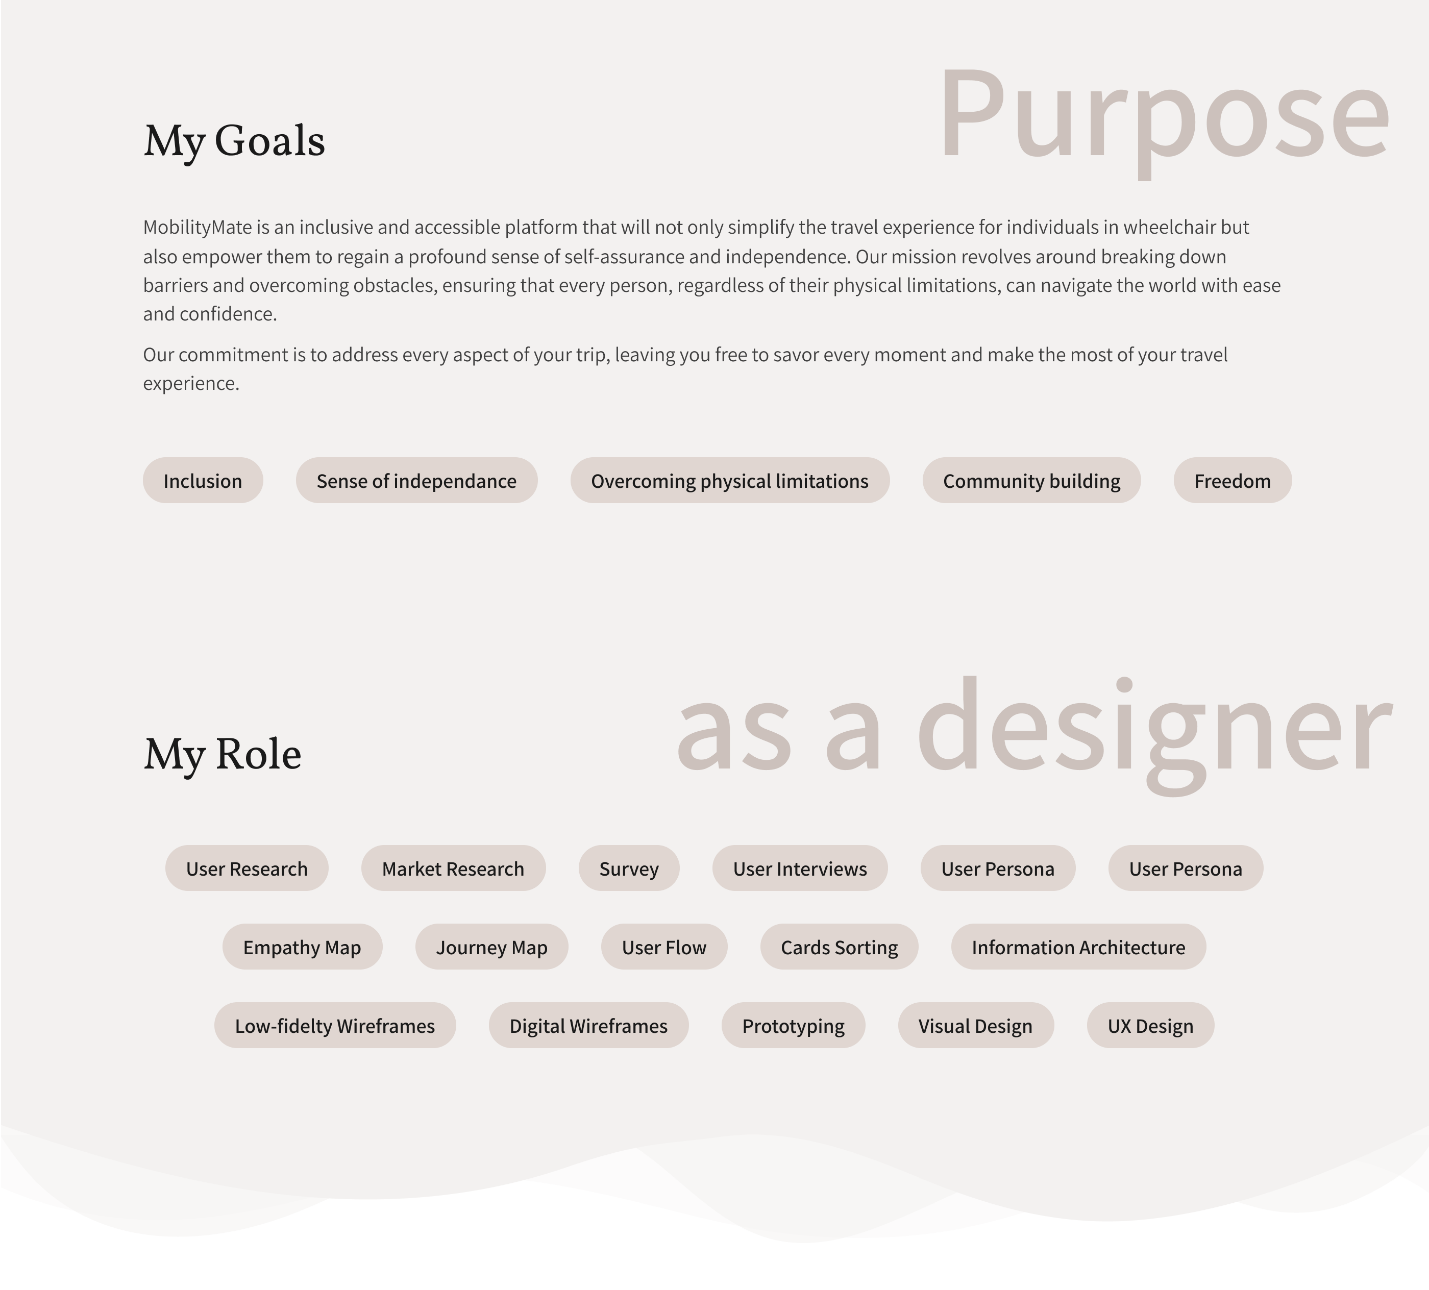 Purpose
My Goals
MobilityMate is an inclusive and accessible platform that will not only simplify the travel experience for individuals in wheelchair but
also empower them to regain a profound sense of self-assurance and independence. Our mission revolves around breaking down
barriers and overcoming obstacles, ensuring that every person, regardless of their physical limitations, can navigate the world with ease
and confidence.
Our commitment is to address every aspect of your trip, leaving you free to savor every moment and make the most of your travel
experience.
Inclusion Sense of independance Overcoming physical limitations Community building Freedom
as a designer
My Role
User Research Market Research Survey User Interviews User Persona User Persona
Empathy Map Journey Map User Flow Cards Sorting Information Architecture
Low-fidelty Wireframes Digital Wireframes Prototyping Visual Design UX Design